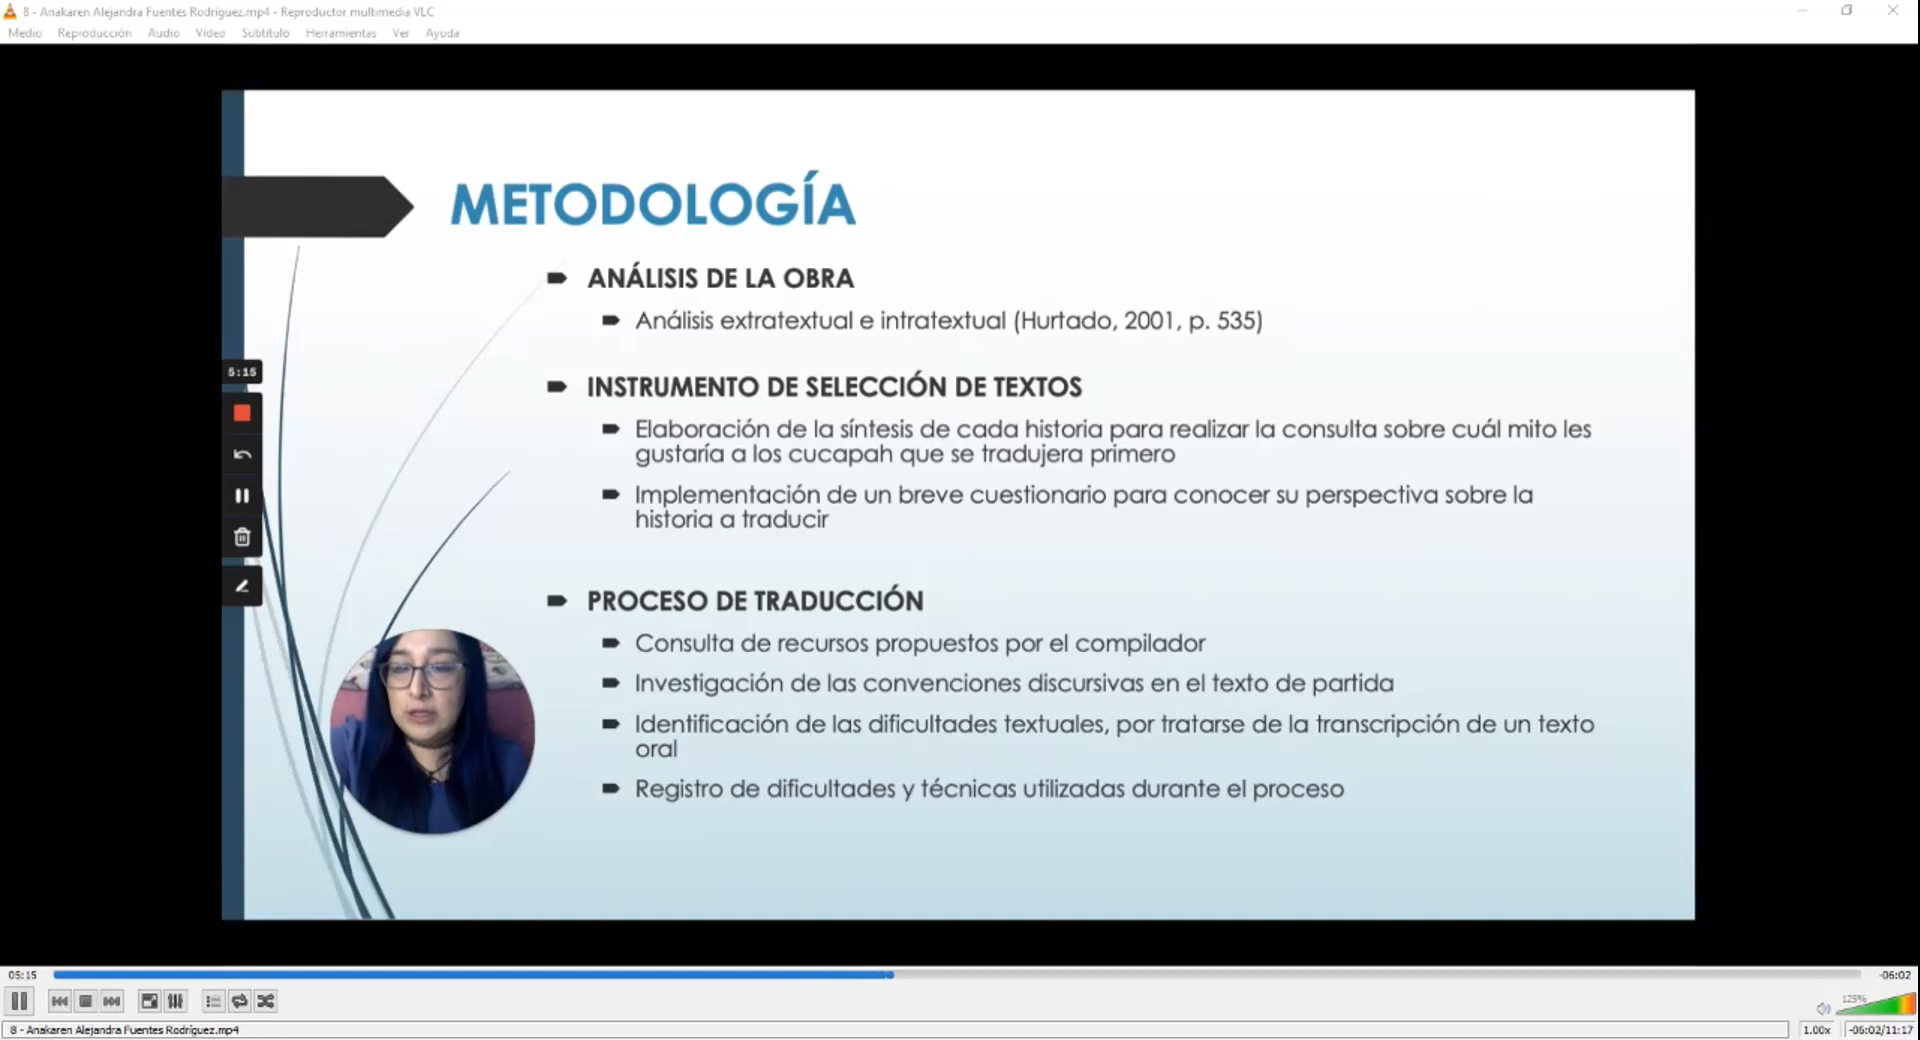 8 - Anakaren Alejandra Fuentes Rodríguez.mp4 - Reproductor multimedia VLC
Medio Reproducción Audio Vídeo Subtítulo Herramientas Ver Ayuda
METODOLOGÍA
ANÁLISIS DE LA OBRA
Análisis extratextual e intratextual (Hurtado, 2001, p. 535)
5:15
INSTRUMENTO DE SELECCIÓN DE TEXTOS
Elaboración de la síntesis de cada historia para realizar la consulta sobre cuál mito les
gustaría a los cucapah que se tradujera primero
Implementación de un breve cuestionario para conocer su perspectiva sobre la
historia a traducir
PROCESO DE TRADUCCIÓN
Consulta de recursos propuestos por el compilador
Investigación de las convenciones discursivas en el texto de partida
Identificación de las dificultades textuales, por tratarse de la transcripción de un texto
oral
Registro de dificultades y técnicas utilizadas durante el proceso
05:15 -06:02
125%
8 - Anakaren Alejandra Fuentes Rodríguez.mp4 1.00x -06:02/11:17